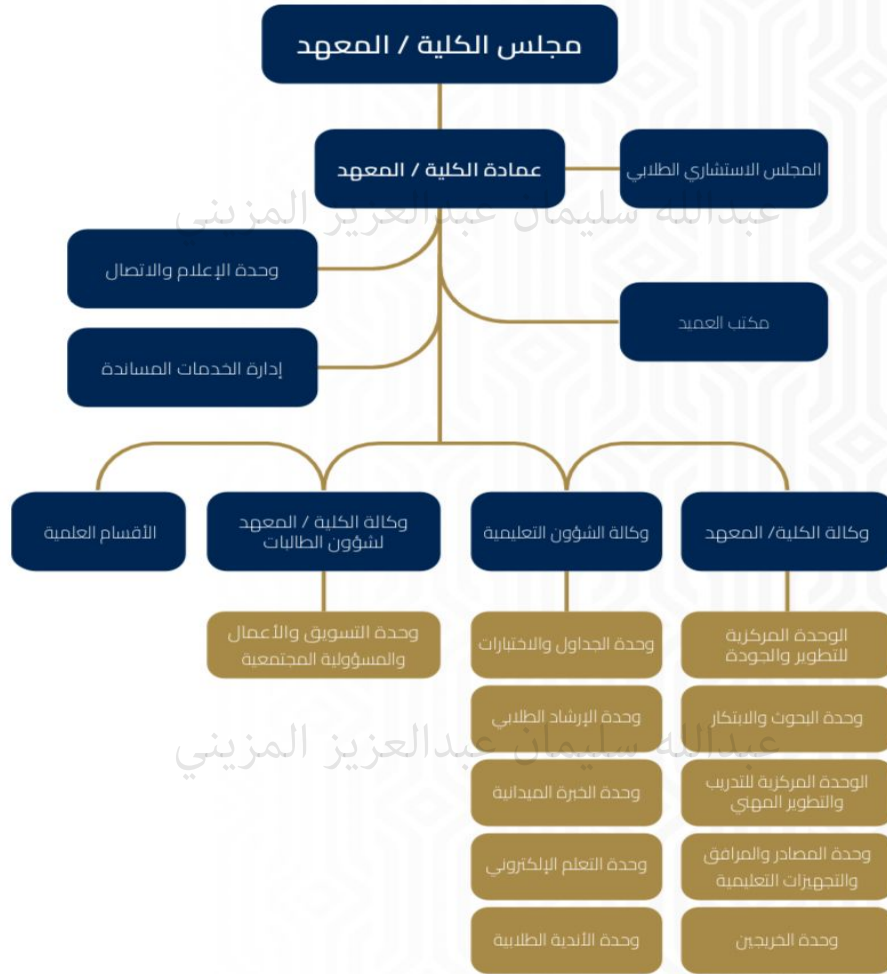 مجلس الكلية / المعهد
عمادة الكلية / المعهد
المجلس الاستشاري الطلابي
عبدالله سليمان عبدالعزيز المزيني
وحدة الإعلام والاتصال
مكتب العميد
إدارة الخدمات المساندة
وكالة الكلية/ المعهد
وكالة الشؤون التعليمية
وكالة الكلية / المعهد
لشؤون الطالبات
الأقسام العلمية
الوحدة المركزية
للتطوير والجودة
وحدة الجداول والاختبارات
وحدة التسويق والأعمال
والمسؤولية المجتمعية
وحدة البحوث والابتكار
وحدة الإرشاد الطلابي
عبدالله سليمان عبدالعزيز المزيني
الوحدة المركزية للتدريب
والتطوير المهني
وحدة الخبرة الميدانية
وحدة المصادر والمرافق
والتجهيزات التعليمية
وحدة التعلم الإلكتروني
وحدة الخريجين
وحدة الأندية الطلابية